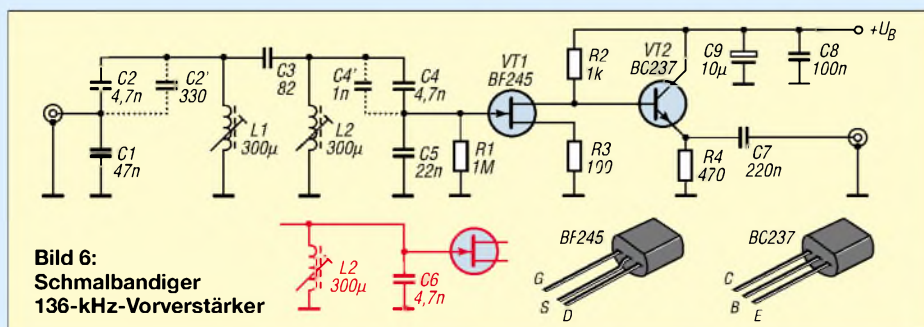 C2
4,7n
C2'
330
C1
47n
L1
300µ
C3
82
L2
300µ
C4'
1n
C4
4,7n
C5
22n
R1
1M
VT1
BF245
R2
1k
R3
100
VT2
BC237
C9
10µ
C8
100n
+UB
R4
470
C7
220n
Bild 6:
Schmalbandiger
136-kHz-Vorverstärker
L2
300µ
C6
4,7n
BF245
G
S
D
BC237
C
B
E